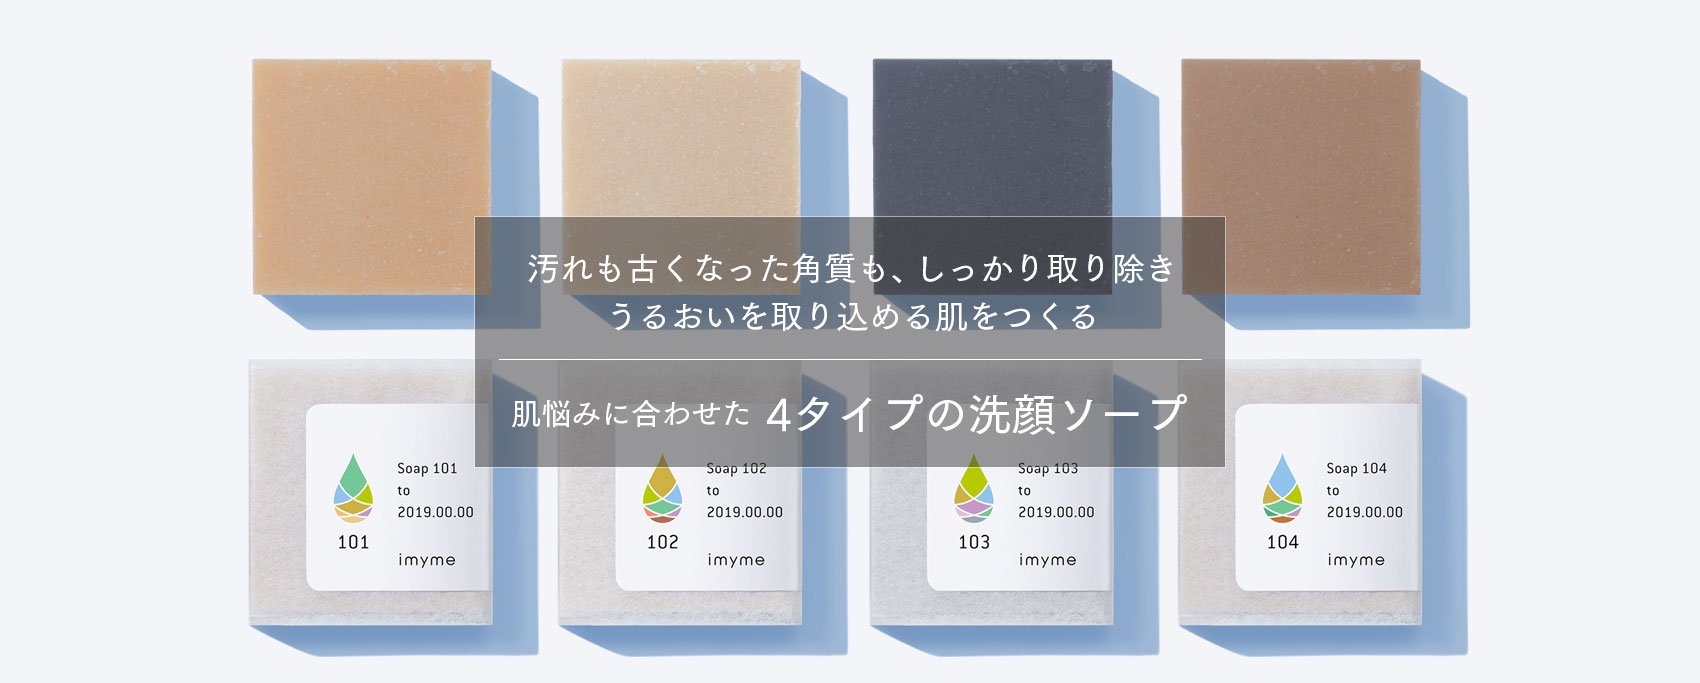 汚れも古くなった角質も、しっかり取り除き
うるおいを取り込める肌をつくる
肌悩みに合わせた 4タイプの洗顔ソープ
Soap 101
to
2019.00.00
101
imyme
Soap 102
to
2019.00.00
102
imyme
Soap 103
to
2019.00.00
103
imyme
Soap 104
to
2019.00.00
104
imyme